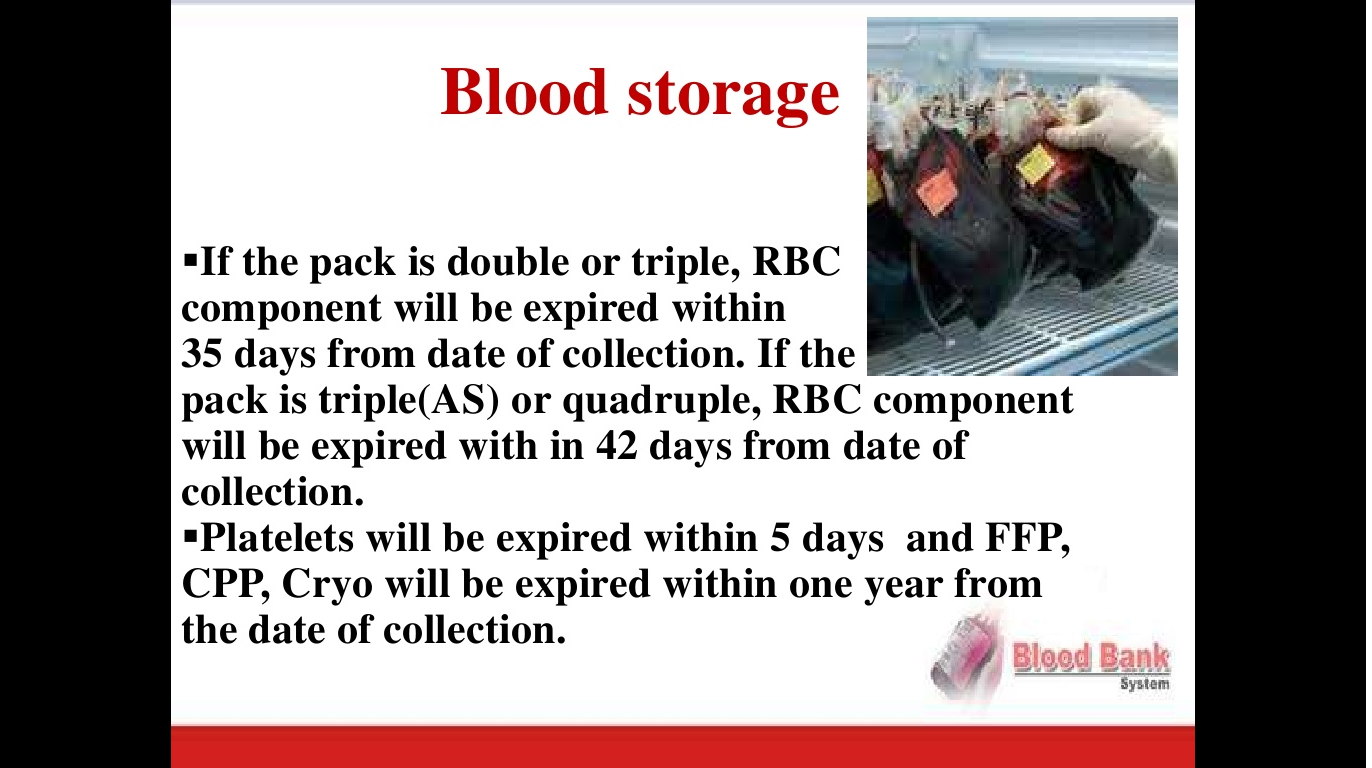 Blood storage
▪If the pack is double or triple, RBC
component will be expired within
35 days from date of collection. If the
pack is triple(AS) or quadruple, RBC component
will be expired with in 42 days from date of
collection.
▪Platelets will be expired within 5 days  and FFP,
CPP, Cryo will be expired within one year from
the date of collection.
Blood Bank
System